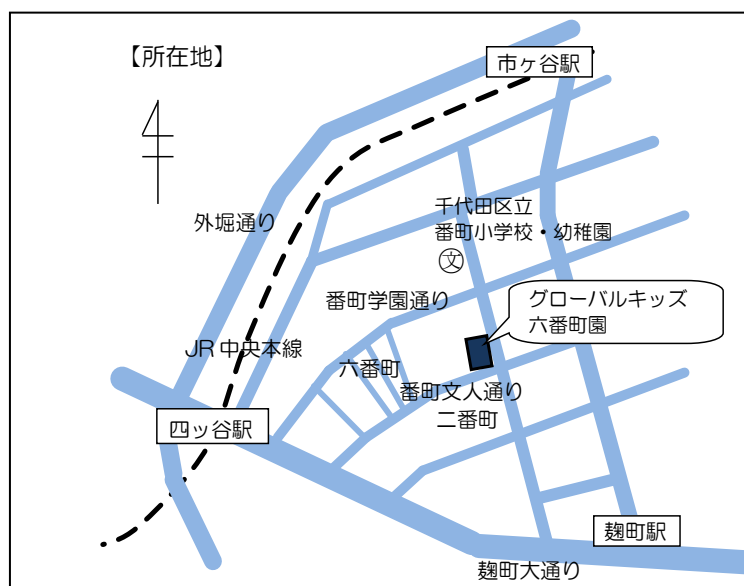 【所在地】
市ヶ谷駅
外堀通り
千代田区立
番町小学校・幼稚園
文
番町学園通り
グローバルキッズ
六番町園
JR中央本線
六番町
番町文人通り
二番町
四ッ谷駅
麹町駅
麹町大通り